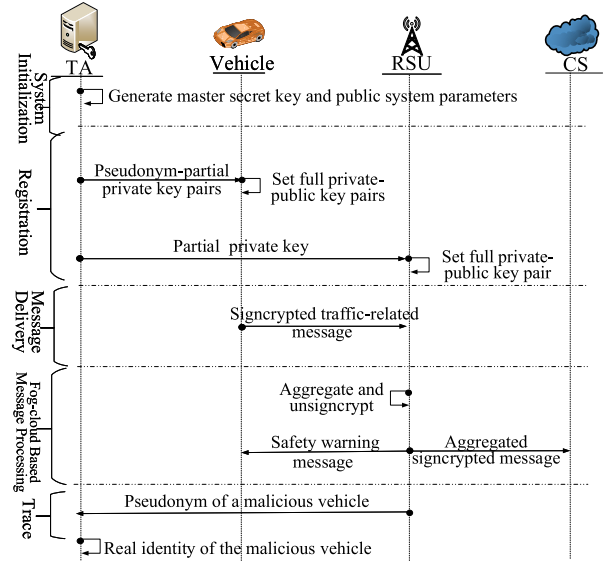 TA
Vehicle
RSU
CS
System
Initialization
Generate master secret key and public system parameters
Registration
Pseudonym-partial
private key pairs
Set full private-
public key pairs
Partial private key
Set full private-
public key pair
Message
Delivery
Signcrypted traffic-related
message
Fog-cloud Based
Message Processing
Aggregate and
unsigncrypt
Safety warning
message
Aggregated
signcrypted message
Trace
Pseudonym of a malicious vehicle
Real identity of the malicious vehicle